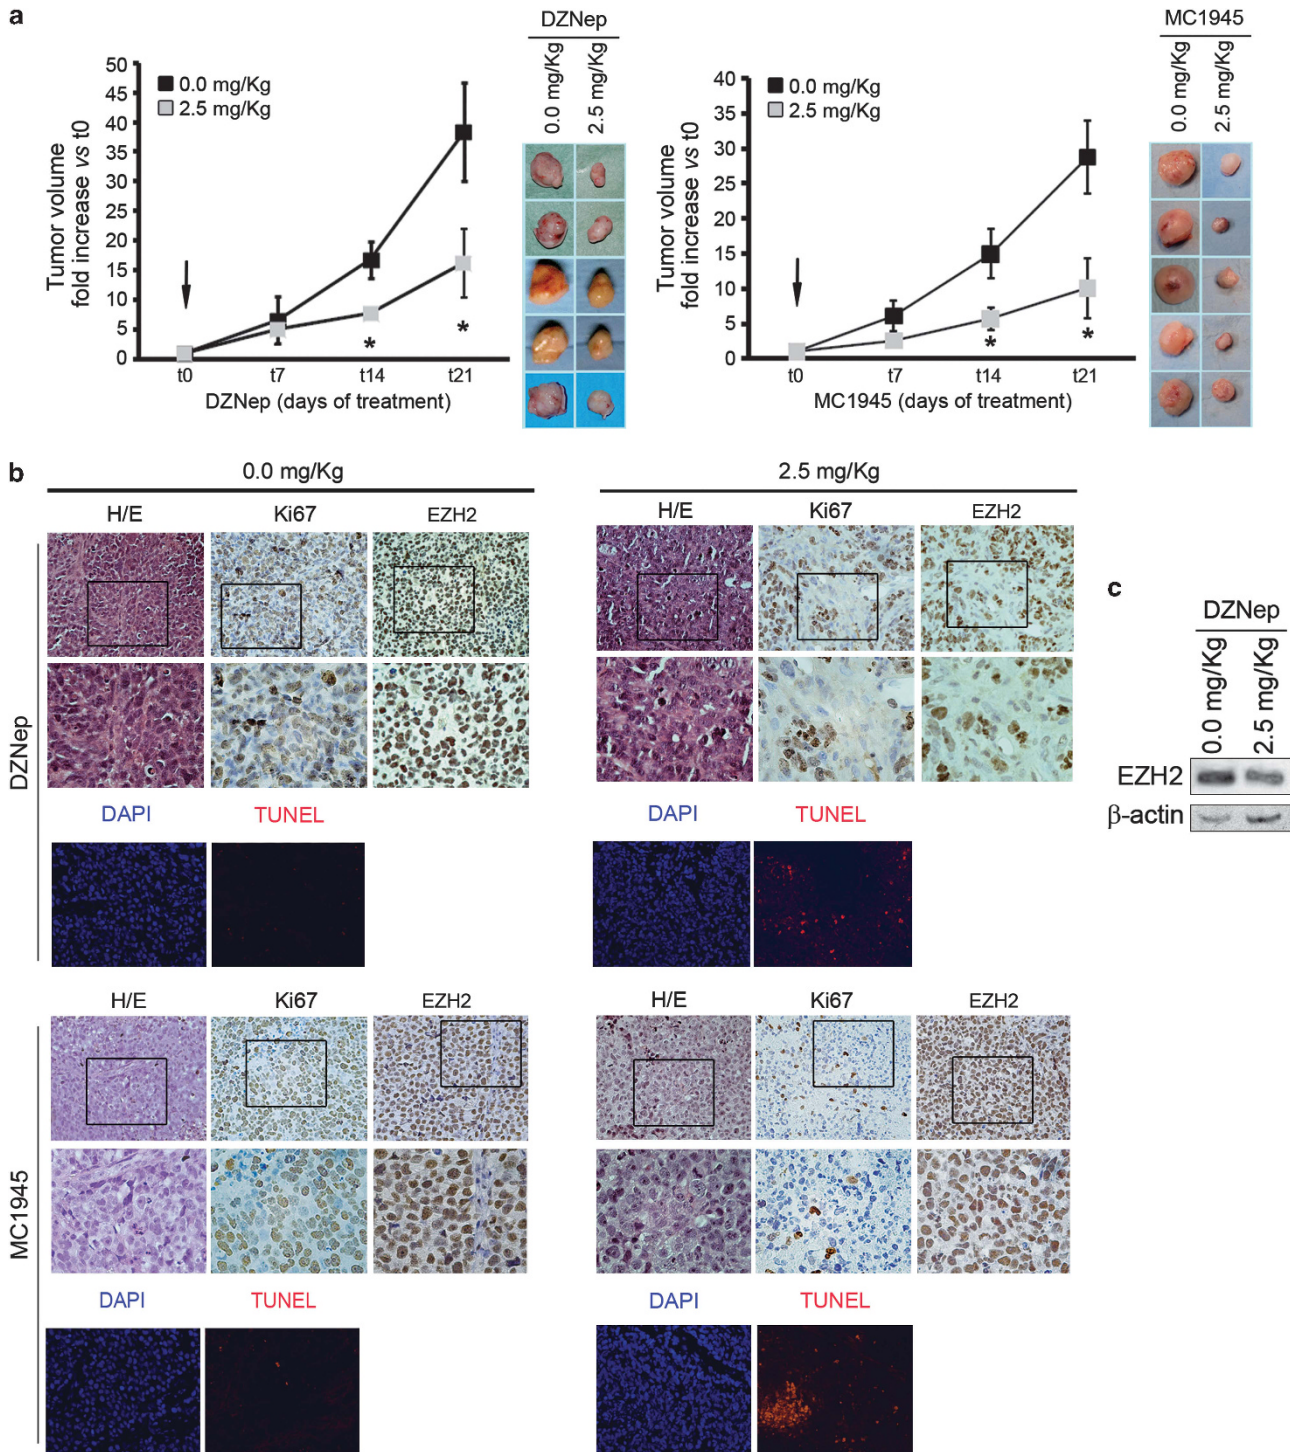 a
DZNep
0.0 mg/Kg
2.5 mg/Kg
50
45
40
35
30
25
20
15
10
5
0
Tumor volume
fold increase vs t0
0.0 mg/Kg
2.5 mg/Kg
*
*
t0 t7 t14 t21
DZNep (days of treatment)
MC1945
0.0 mg/Kg
2.5 mg/Kg
40
35
30
25
20
15
10
5
0
Tumor volume
fold increase vs t0
0.0 mg/Kg
2.5 mg/Kg
*
*
t0 t7 t14 t21
MC1945 (days of treatment)
b
0.0 mg/Kg 2.5 mg/Kg
DZNep
H/E Ki67 EZH2 H/E Ki67 EZH2
DAPI TUNEL DAPI TUNEL
MC1945
H/E Ki67 EZH2 H/E Ki67 EZH2
DAPI TUNEL DAPI TUNEL
c
DZNep
0.0 mg/Kg
2.5 mg/Kg
EZH2
β-actin